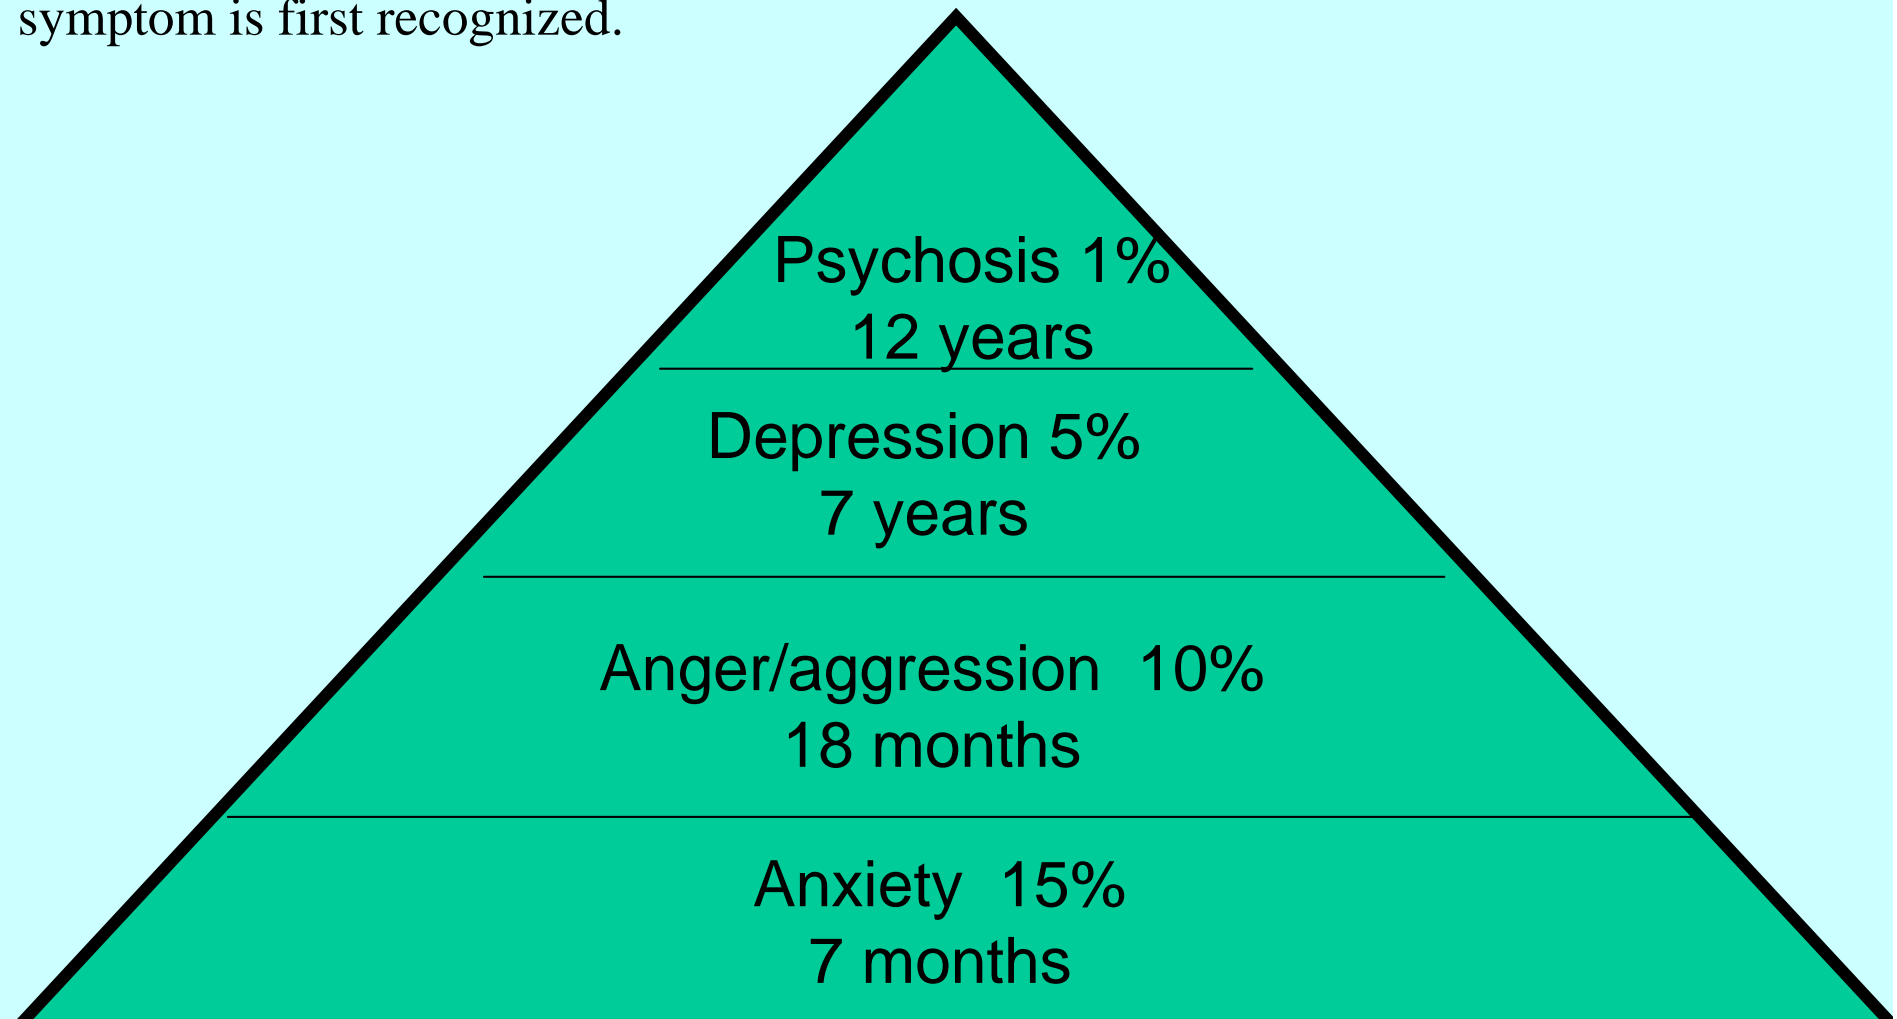 symptom is first recognized.
Psychosis 1%
12 years
Depression 5%
7 years
Anger/aggression  10%
18 months
Anxiety  15%
7 months